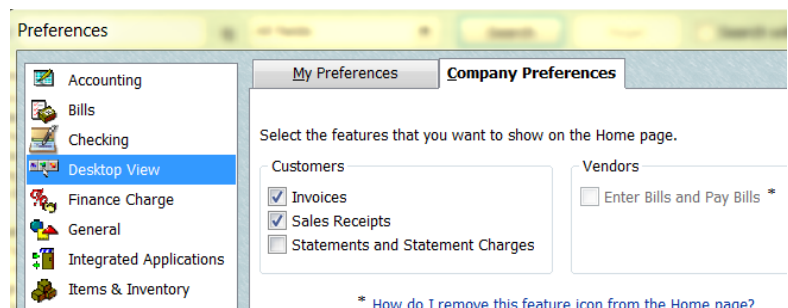 Preferences
My Preferences
Company Preferences
Accounting
Bills
Checking
Desktop View
Finance Charge
General
Integrated Applications
Items & Inventory
Select the features that you want to show on the Home page.
Customers
Invoices
Sales Receipts
Statements and Statement Charges
Vendors
Enter Bills and Pay Bills *
* How do I remove this feature icon from the Home page?